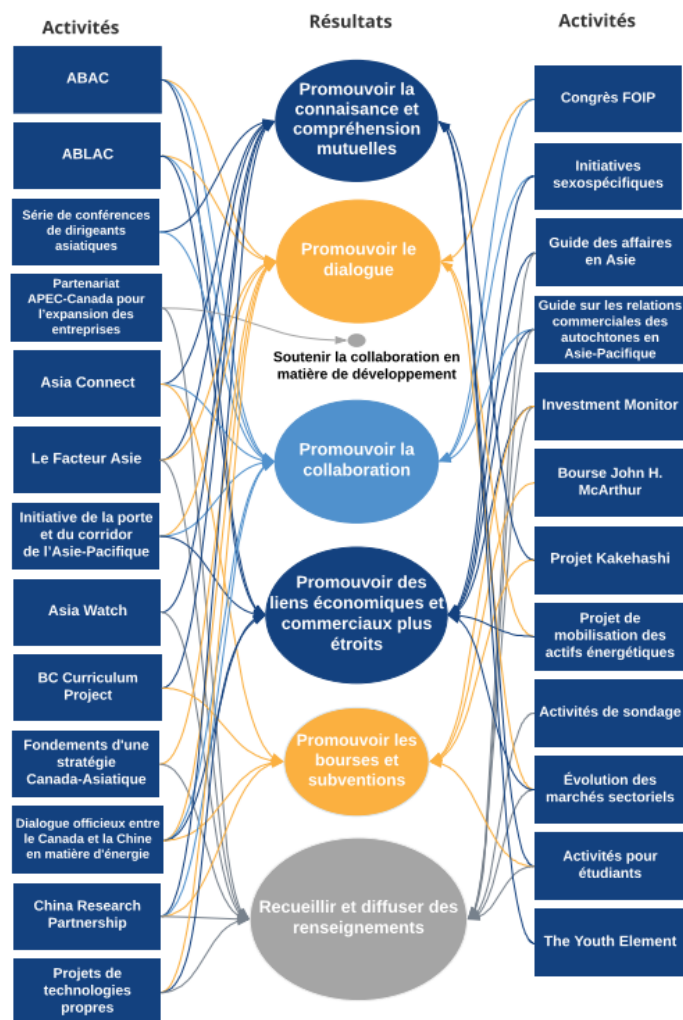 Activités
ABAC
ABLAC
Série de conférences
de dirigeants
asiatiques
Partenariat
APEC-Canada pour
l'expansion des
entreprises
Asia Connect
Le Facteur Asie
Initiative de la porte
et du corridor
de l'Asie-Pacifique
Asia Watch
BC Curriculum
Project
Fondements d'une
stratégie
Canada-Asiatique
Dialogue officieux entre
le Canada et la Chine
en matière d'énergie
China Research
Partnership
Projets de
technologies
propres
Résultats
Promouvoir la
connaisance et
compréhension
mutuelles
Promouvoir le
dialogue
Soutenir la collaboration en
matière de développement
Promouvoir la
collaboration
Promouvoir des
liens économiques et
commerciaux plus
étroits
Promouvoir les
bourses et
subventions
Recueillir et diffuser des
renseignements
Activités
Congrès FOIP
Initiatives
sexospécifiques
Guide des affaires
en Asie
Guide sur les relations
commerciales des
autochtones en
Asie-Pacifique
Investment Monitor
Bourse John H.
McArthur
Projet Kakehashi
Projet de
mobilisation des
actifs énergétiques
Activités de sondage
Évolution des
marchés sectoriels
Activités pour
étudiants
The Youth Element